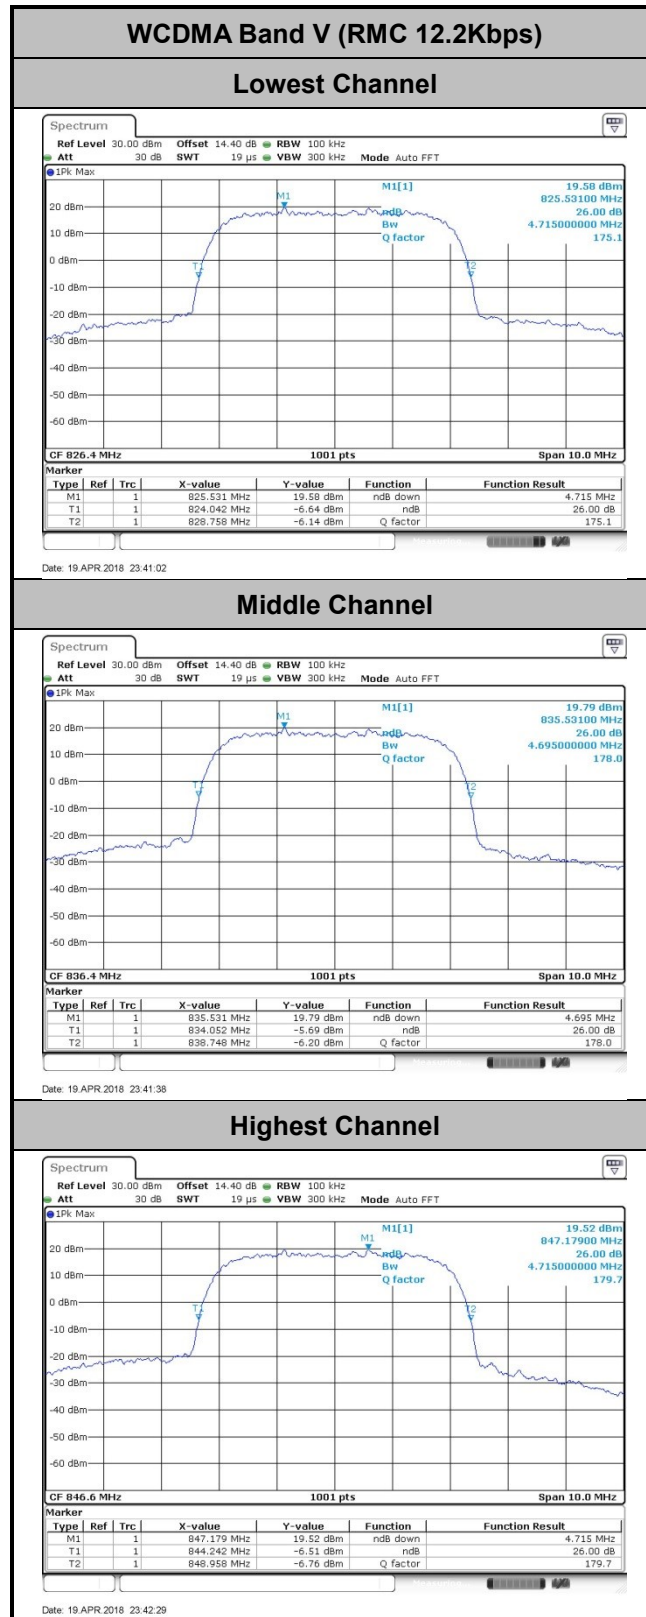 WCDMA Band V (RMC 12.2Kbps)
Lowest Channel
Spectrum
Ref Level 30.00 dBm Offset 14.40 dB RBW 100 kHz
Att 30 dB SWT 19 µs VBW 300 kHz Mode Auto FFT
1Pk Max
M1[1] 19.58 dBm
825.53100 MHz
M1
20 dBm
ndB 26.00 dB
Bw 4.715000000 MHz
10 dBm
Q factor 175.1
0 dBm
T1 T2
-10 dBm
-20 dBm
-30 dBm
-40 dBm
-50 dBm
-60 dBm
CF 826.4 MHz 1001 pts Span 10.0 MHz
Marker
Type Ref Trc X-value Y-value Function Function Result
M1 1 825.531 MHz 19.58 dBm ndB down 4.715 MHz
T1 1 824.042 MHz -6.64 dBm ndB 26.00 dB
T2 1 828.758 MHz -6.14 dBm Q factor 175.1
Date: 19.APR.2018 23:41:02
Middle Channel
Spectrum
Ref Level 30.00 dBm Offset 14.40 dB RBW 100 kHz
Att 30 dB SWT 19 µs VBW 300 kHz Mode Auto FFT
1Pk Max
M1[1] 19.79 dBm
835.53100 MHz
M1
20 dBm
ndB 26.00 dB
Bw 4.695000000 MHz
10 dBm
Q factor 178.0
0 dBm
T1 T2
-10 dBm
-20 dBm
-30 dBm
-40 dBm
-50 dBm
-60 dBm
CF 836.4 MHz 1001 pts Span 10.0 MHz
Marker
Type Ref Trc X-value Y-value Function Function Result
M1 1 835.531 MHz 19.79 dBm ndB down 4.695 MHz
T1 1 834.052 MHz -5.69 dBm ndB 26.00 dB
T2 1 838.748 MHz -6.20 dBm Q factor 178.0
Date: 19.APR.2018 23:41:38
Highest Channel
Spectrum
Ref Level 30.00 dBm Offset 14.40 dB RBW 100 kHz
Att 30 dB SWT 19 µs VBW 300 kHz Mode Auto FFT
1Pk Max
M1[1] 19.52 dBm
847.17900 MHz
M1
20 dBm
ndB 26.00 dB
Bw 4.715000000 MHz
10 dBm
Q factor 179.7
0 dBm
T1 T2
-10 dBm
-20 dBm
-30 dBm
-40 dBm
-50 dBm
-60 dBm
CF 846.6 MHz 1001 pts Span 10.0 MHz
Marker
Type Ref Trc X-value Y-value Function Function Result
M1 1 847.179 MHz 19.52 dBm ndB down 4.715 MHz
T1 1 844.242 MHz -6.51 dBm ndB 26.00 dB
T2 1 848.958 MHz -6.76 dBm Q factor 179.7
Date: 19.APR.2018 23:42:29